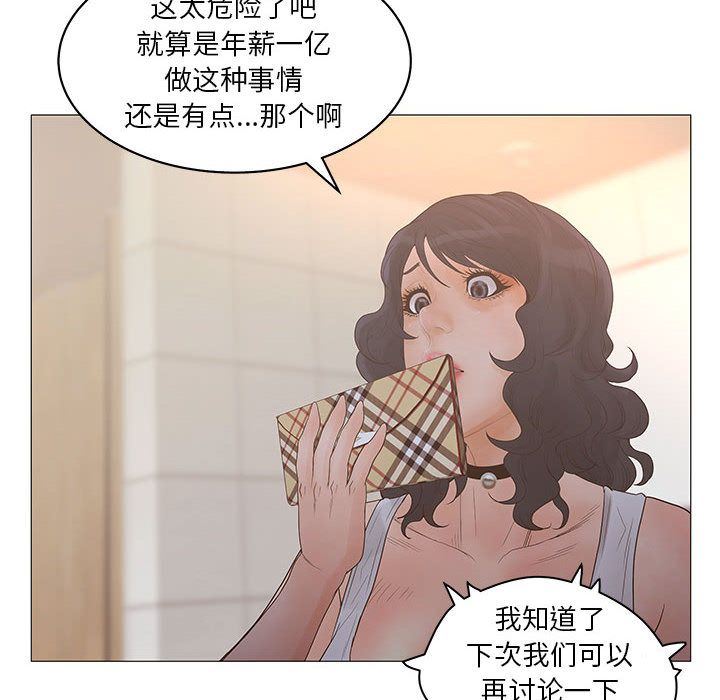 这太危险了吧
就算是年薪一亿
做这种事情
还是有点...那个啊
我知道了
下次我们可以
再讨论一下